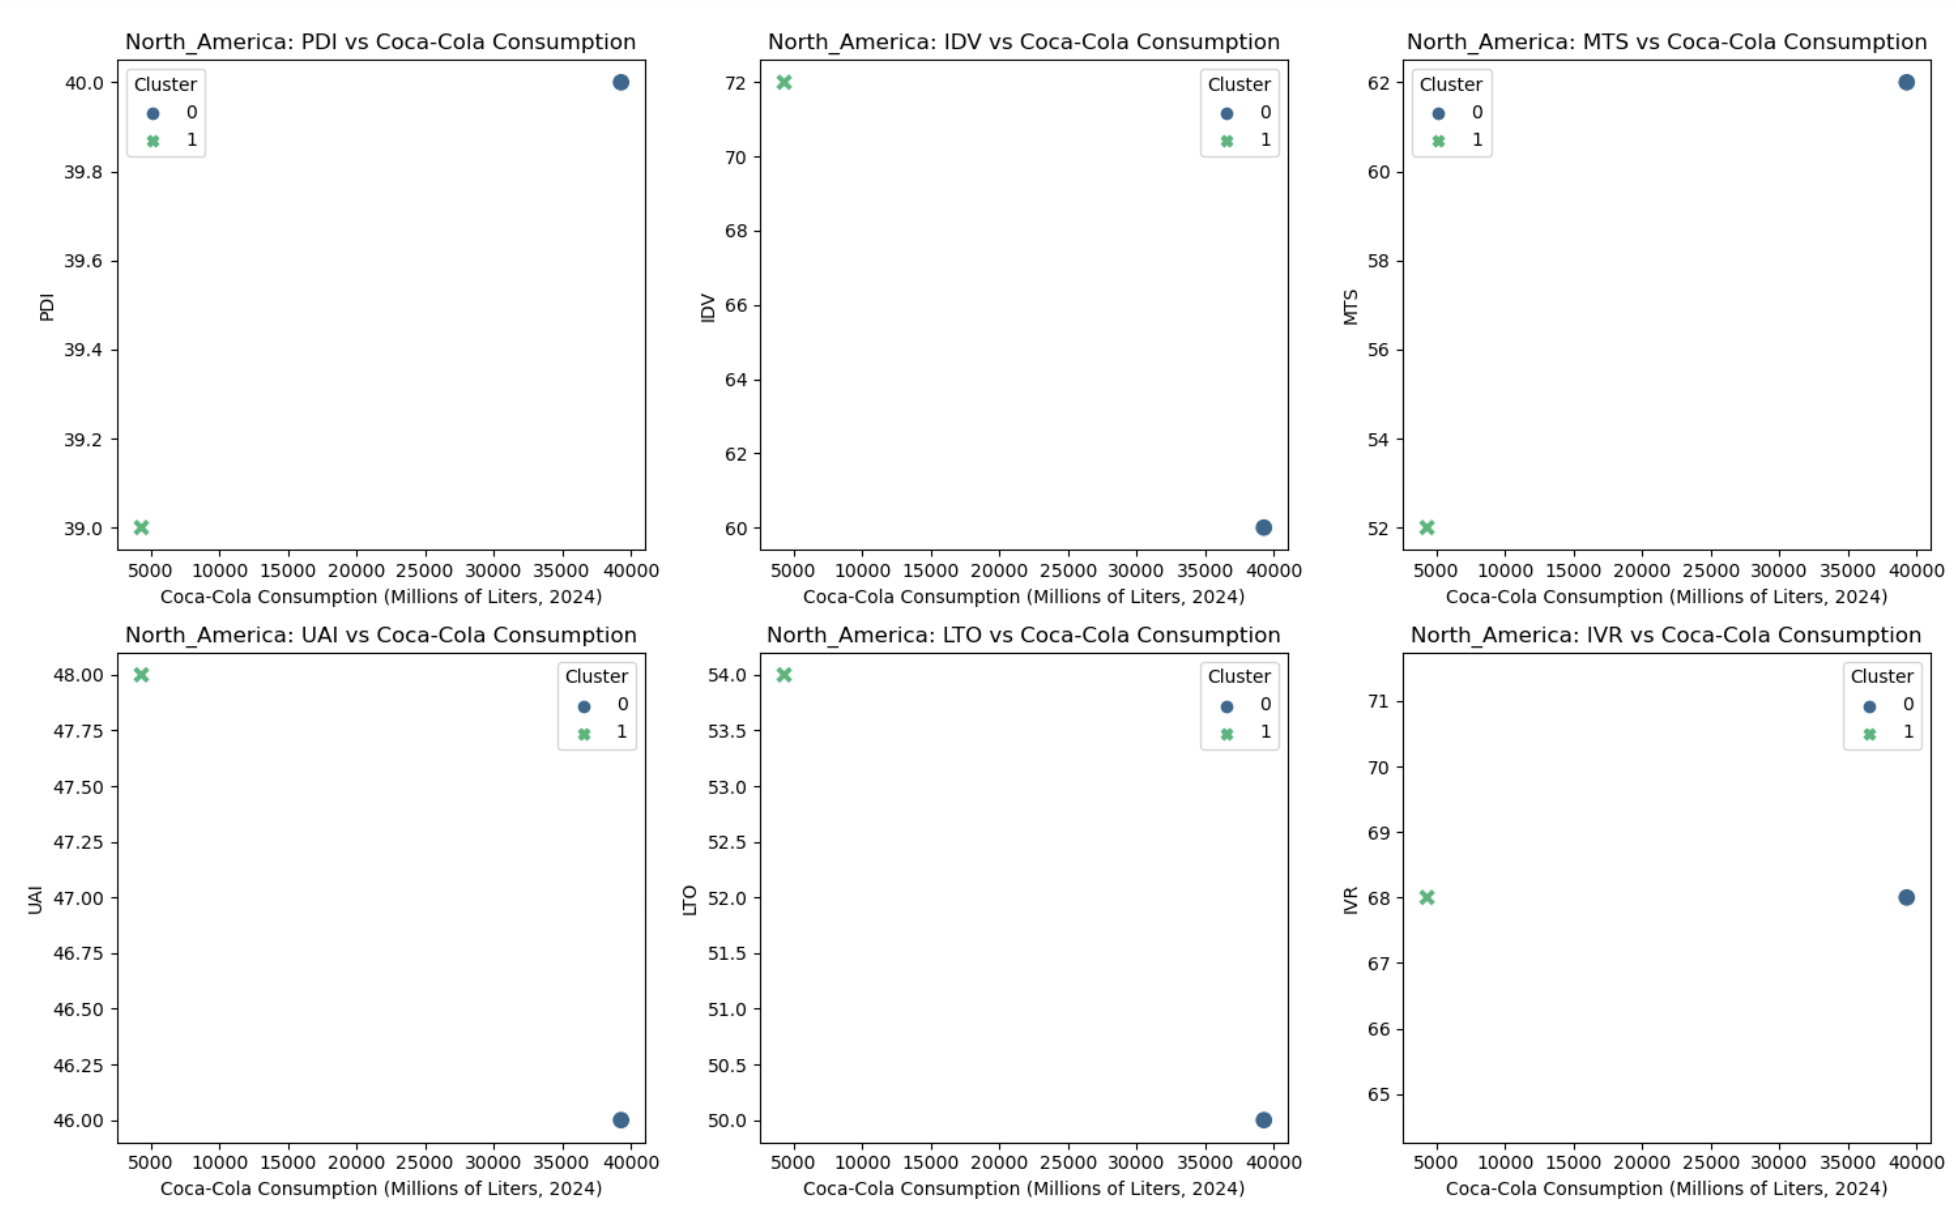 North_America: PDI vs Coca-Cola Consumption
Cluster
0
1
40.0
39.8
39.6
39.4
39.2
39.0
PDI
5000 10000 15000 20000 25000 30000 35000 40000
Coca-Cola Consumption (Millions of Liters, 2024)
North_America: IDV vs Coca-Cola Consumption
Cluster
0
1
72
70
68
66
64
62
60
IDV
5000 10000 15000 20000 25000 30000 35000 40000
Coca-Cola Consumption (Millions of Liters, 2024)
North_America: MTS vs Coca-Cola Consumption
Cluster
0
1
62
60
58
56
54
52
MTS
5000 10000 15000 20000 25000 30000 35000 40000
Coca-Cola Consumption (Millions of Liters, 2024)
North_America: UAI vs Coca-Cola Consumption
Cluster
0
1
48.00
47.75
47.50
47.25
47.00
46.75
46.50
46.25
46.00
UAI
5000 10000 15000 20000 25000 30000 35000 40000
Coca-Cola Consumption (Millions of Liters, 2024)
North_America: LTO vs Coca-Cola Consumption
Cluster
0
1
54.0
53.5
53.0
52.5
52.0
51.5
51.0
50.5
50.0
LTO
5000 10000 15000 20000 25000 30000 35000 40000
Coca-Cola Consumption (Millions of Liters, 2024)
North_America: IVR vs Coca-Cola Consumption
Cluster
0
1
71
70
69
68
67
66
65
IVR
5000 10000 15000 20000 25000 30000 35000 40000
Coca-Cola Consumption (Millions of Liters, 2024)